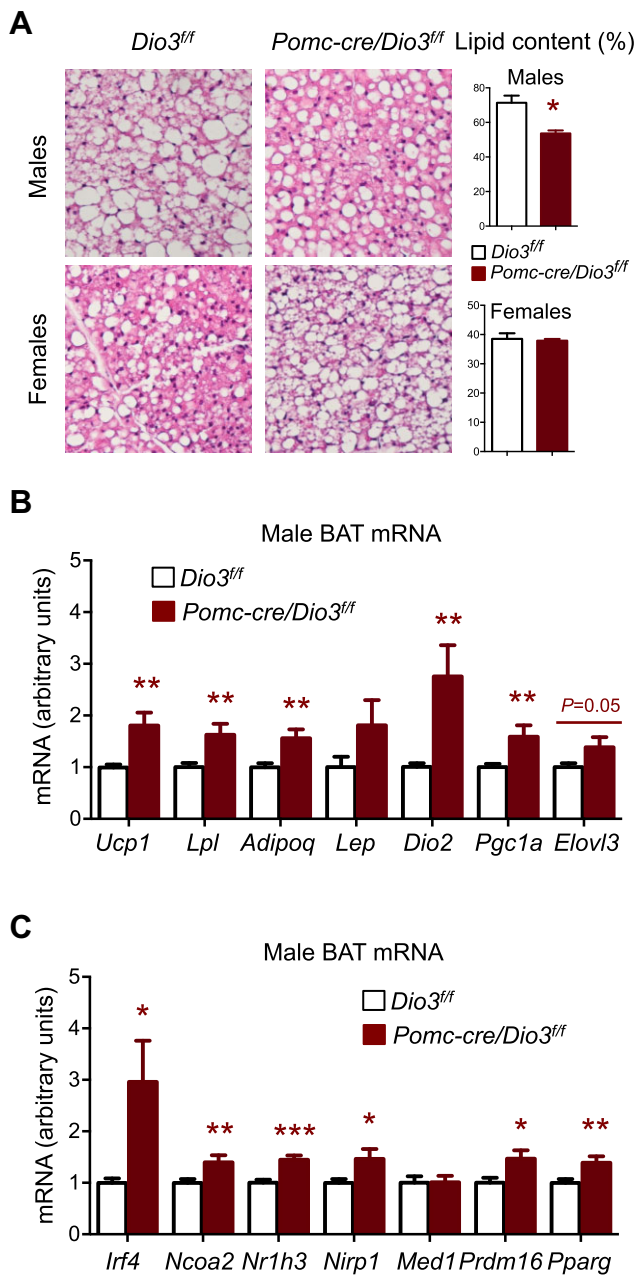 A
Dio3f/f
Pomc-cre/Dio3f/f
Lipid content (%)
Males
Females
Males
80
60
40
20
0
*
Dio3f/f
Pomc-cre/Dio3f/f
Females
50
40
30
20
10
0
B
Male BAT mRNA
mRNA (arbitrary units)
5
4
3
2
1
0
Dio3f/f
Pomc-cre/Dio3f/f
** ** ** ** ** P=0.05
Ucp1 Lpl Adipoq Lep Dio2 Pgc1a Elovl3
C
Male BAT mRNA
mRNA (arbitrary units)
5
4
3
2
1
0
Dio3f/f
Pomc-cre/Dio3f/f
* ** *** * * **
Irf4 Ncoa2 Nr1h3 Nirp1 Med1 Prdm16 Pparg